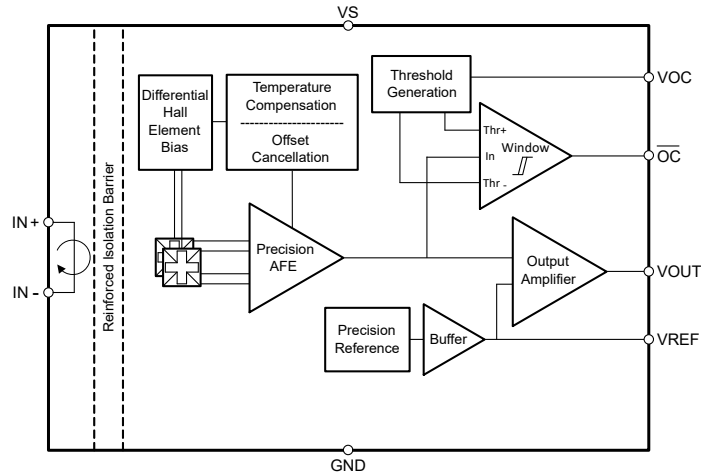 VS
Differential
Hall
Element
Bias
Temperature
Compensation
Offset
Cancellation
Threshold
Generation
VOC
Thr+
Window
In
Thr -
OC
IN+
IN -
Reinforced Isolation Barrier
Precision
AFE
Output
Amplifier
VOUT
Precision
Reference
Buffer
VREF
GND